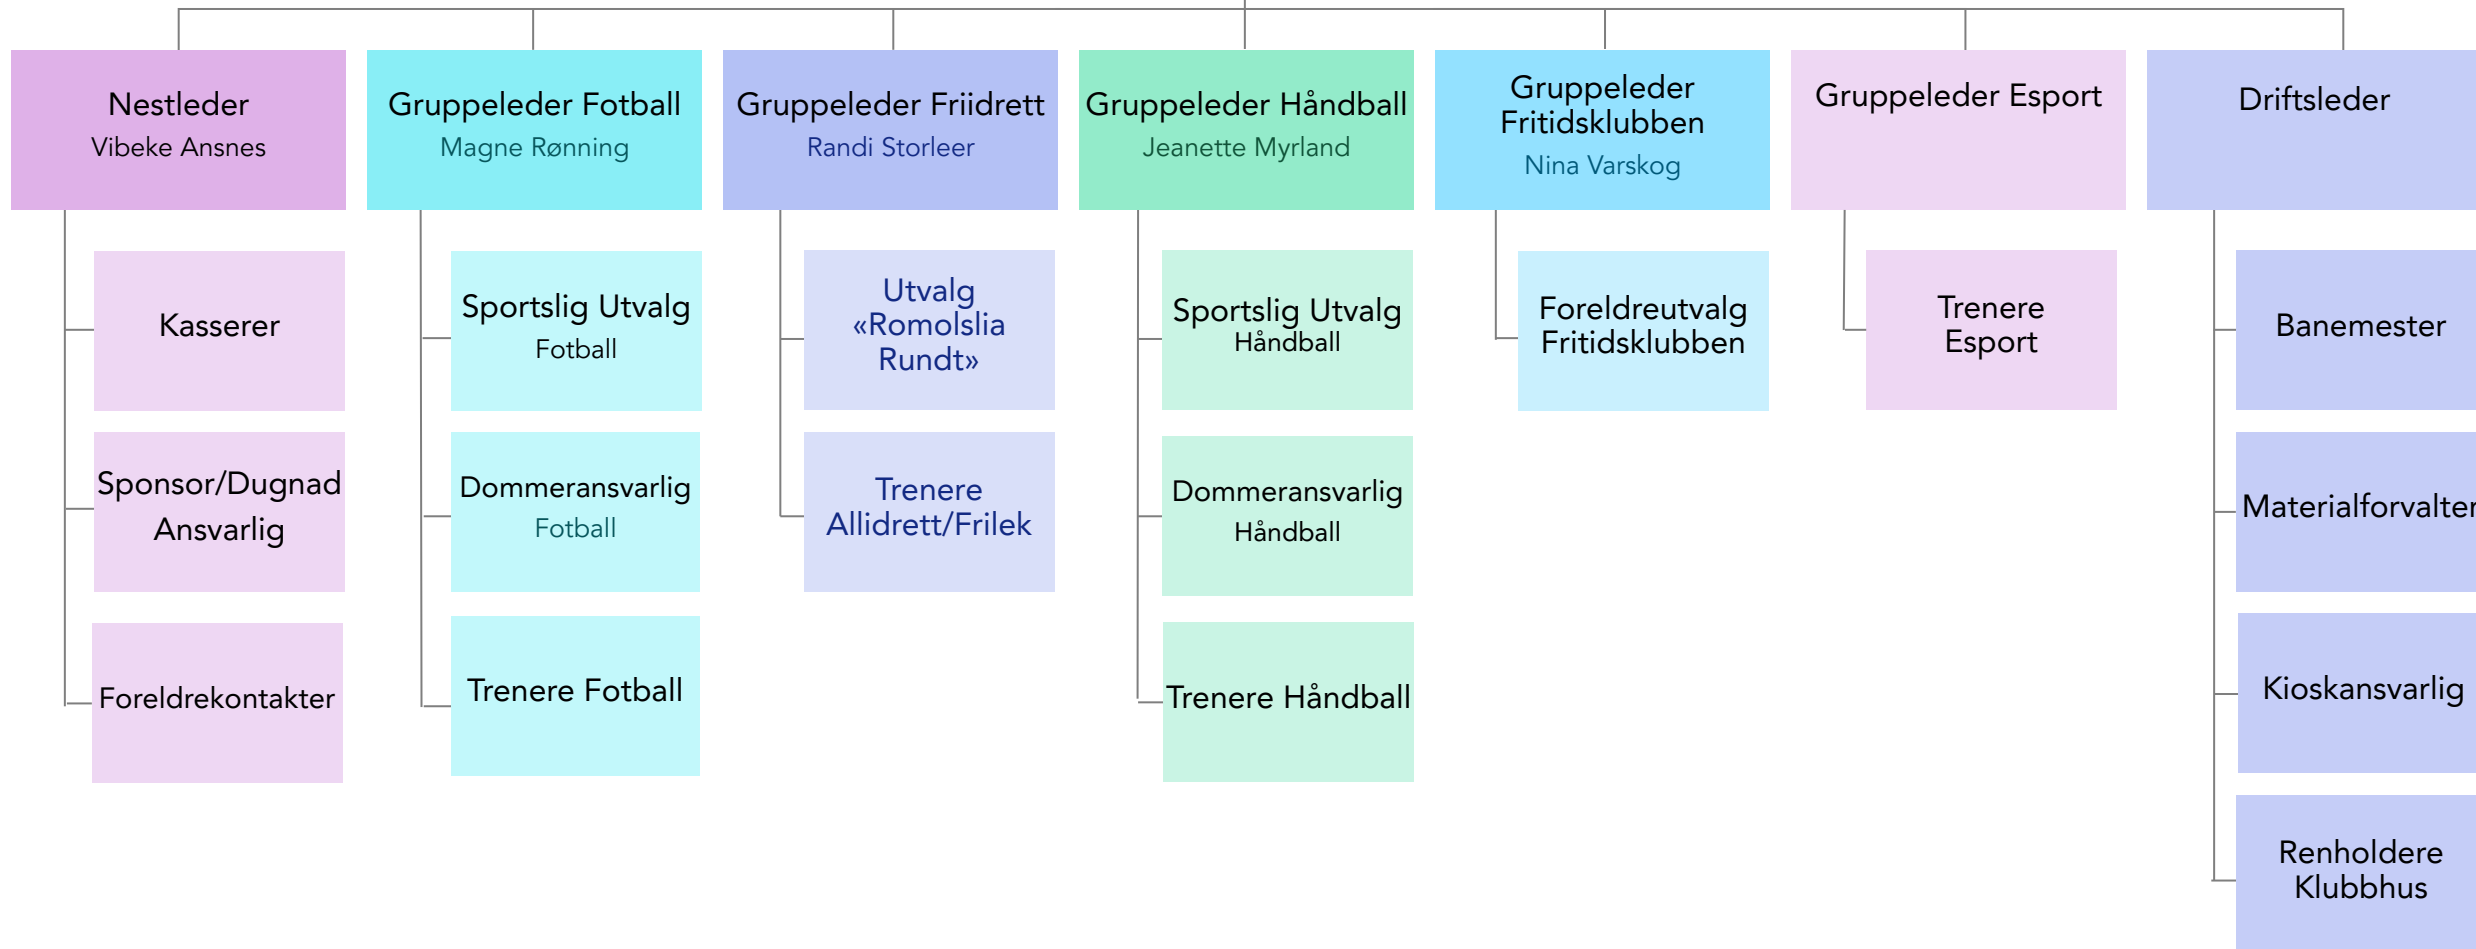 Nestleder
Vibeke Ansnes
Gruppeleder Fotball
Magne Rønning
Gruppeleder Friidrett
Randi Storleer
Gruppeleder Håndball
Jeanette Myrland
Gruppeleder
Fritidsklubben
Nina Varskog
Gruppeleder Esport
Driftsleder
Kasserer
Sponsor/Dugnad
Ansvarlig
Foreldrekontakter
Sportslig Utvalg
Fotball
Dommeransvarlig
Fotball
Trenere Fotball
Utvalg
«Romolslia
Rundt»
Trenere
Allidrett/Frilek
Sportslig Utvalg
Håndball
Dommeransvarlig
Håndball
Trenere Håndball
Foreldreutvalg
Fritidsklubben
Trenere
Esport
Banemester
Materialforvalter
Kioskansvarlig
Renholdere
Klubbhus